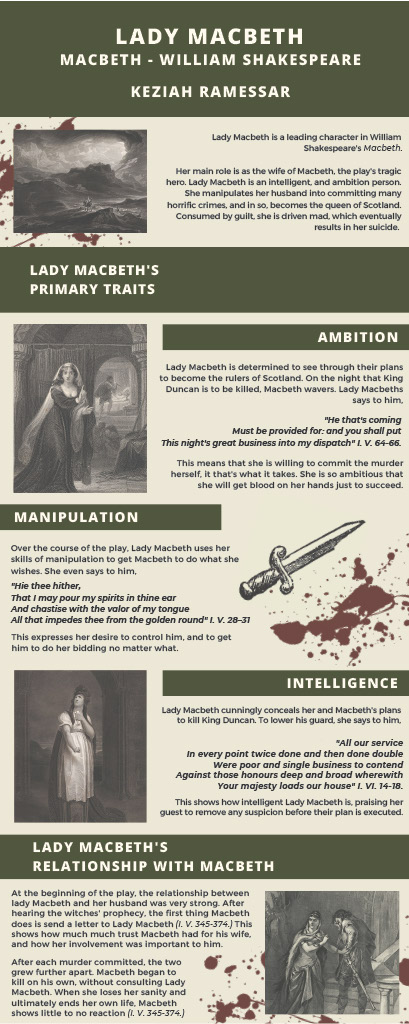 LADY MACBETH
MACBETH - WILLIAM SHAKESPEARE
KEZIAH RAMESSAR
Lady Macbeth is a leading character in William
Shakespeare's Macbeth.
Her main role is as the wife of Macbeth, the play's tragic
hero. Lady Macbeth is an intelligent, and ambition person.
She manipulates her husband into committing many
horrific crimes, and in so, becomes the queen of Scotland.
Consumed by guilt, she is driven mad, which eventually
results in her suicide.
LADY MACBETH'S
PRIMARY TRAITS
AMBITION
Lady Macbeth is determined to see through their plans
to become the rulers of Scotland. On the night that King
Duncan is to be killed, Macbeth wavers. Lady Macbeths
says to him,
"He that's coming
Must be provided for: and you shall put
This night's great business into my dispatch" I. V. 64-66.
This means that she is willing to commit the murder
herself, it that's what it takes. She is so ambitious that
she will get blood on her hands just to succeed.
MANIPULATION
Over the course of the play, Lady Macbeth uses her
skills of manipulation to get Macbeth to do what she
wishes. She even says to him,
"Hie thee hither,
That I may pour my spirits in thine ear
And chastise with the valor of my tongue
All that impedes thee from the golden round" I. V. 28-31
This expresses her desire to control him, and to get
him to do her bidding no matter what.
INTELLIGENCE
Lady Macbeth cunningly conceals her and Macbeth's plans
to kill King Duncan. To lower his guard, she says to him,
"All our service
In every point twice done and then done double
Were poor and single business to contend
Against those honours deep and broad wherewith
Your majesty loads our house" I. VI. 14-18.
This shows how intelligent Lady Macbeth is, praising her
guest to remove any suspicion before their plan is executed.
LADY MACBETH'S
RELATIONSHIP WITH MACBETH
At the beginning of the play, the relationship between
lady Macbeth and her husband was very strong. After
hearing the witches' prophecy, the first thing Macbeth
does is send a letter to Lady Macbeth (I. V. 345-374.) This
shows how much much trust Macbeth had for his wife,
and how her involvement was important to him.
After each murder committed, the two
grew further apart. Macbeth began to
kill on his own, without consulting Lady
Macbeth. When she loses her sanity and
ultimately ends her own life, Macbeth
shows little to no reaction (I. V. 345-374.)